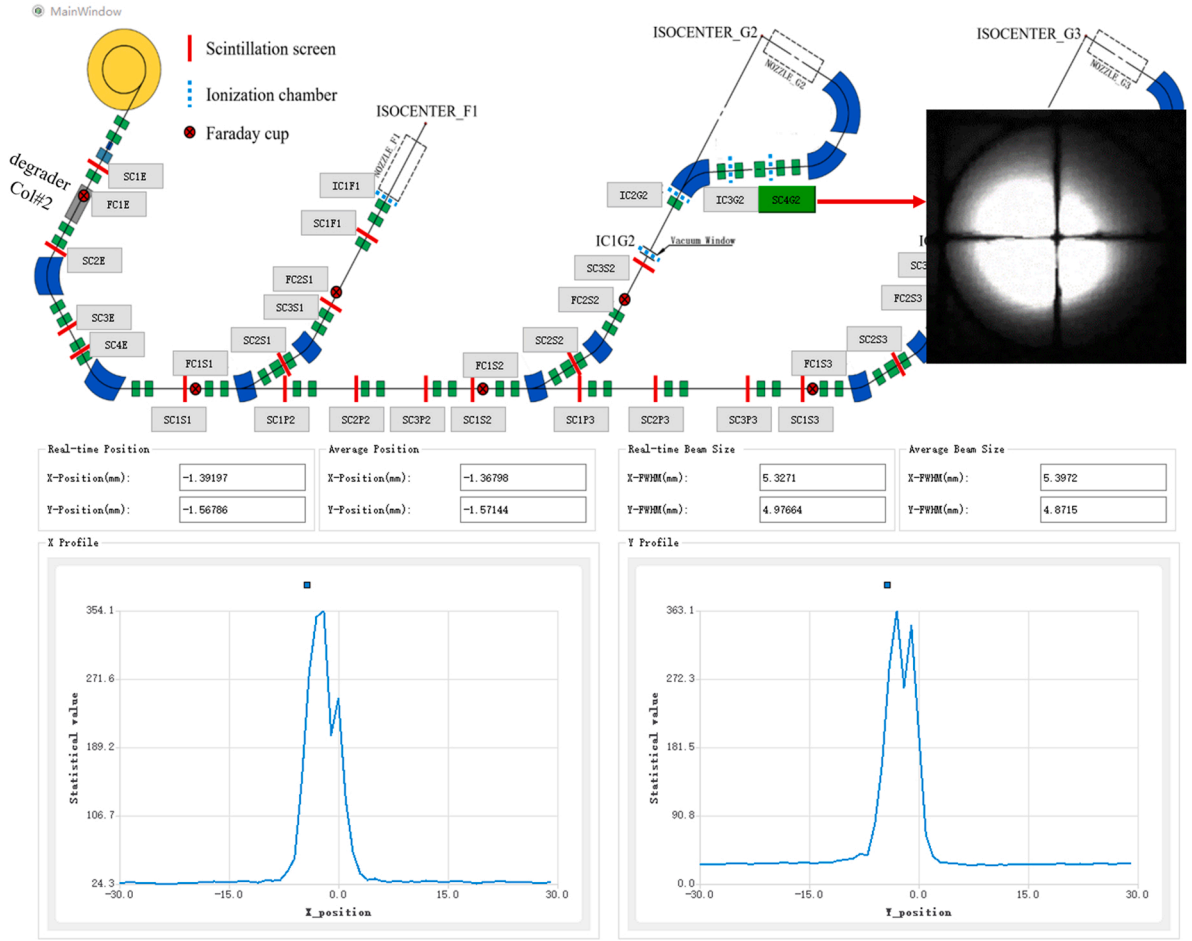 MainWindow
Scintillation screen
Ionization chamber
Faraday cup
ISOCENTER_F1
ISOCENTER_G2
ISOCENTER_G3
NOZZLE_F1
NOZZLE_G2
NOZZLE_G3
degrader
Col#2
SC1E
FC1E
SC2E
SC3E
SC4E
IC1F1
SC1F1
FC2S1
SC3S1
SC2S1
FC1S1
SC1S1
SC1P2
SC2P2
SC3P2
SC1S2
FC1S2
SC2S2
FC2S2
SC3S2
IC1G2
Vacuum Window
IC2G2
IC3G2
SC4G2
SC1P3
SC2P3
SC3P3
SC1S3
FC1S3
SC2S3
FC2S3
Real-time Position
X-Position(mm): -1.39197
Y-Position(mm): -1.56786
Average Position
X-Position(mm): -1.36798
Y-Position(mm): -1.57144
Real-time Beam Size
X-FWHM(mm): 5.3271
Y-FWHM(mm): 4.97664
Average Beam Size
X-FWHM(mm): 5.3972
Y-FWHM(mm): 4.8715
X Profile
354.1
271.6
189.2
106.7
24.3
Statistical value
-30.0 -15.0 0.0 15.0 30.0
X_position
Y Profile
363.1
272.3
181.5
90.8
0.0
Statistical value
-30.0 -15.0 0.0 15.0 30.0
Y_position